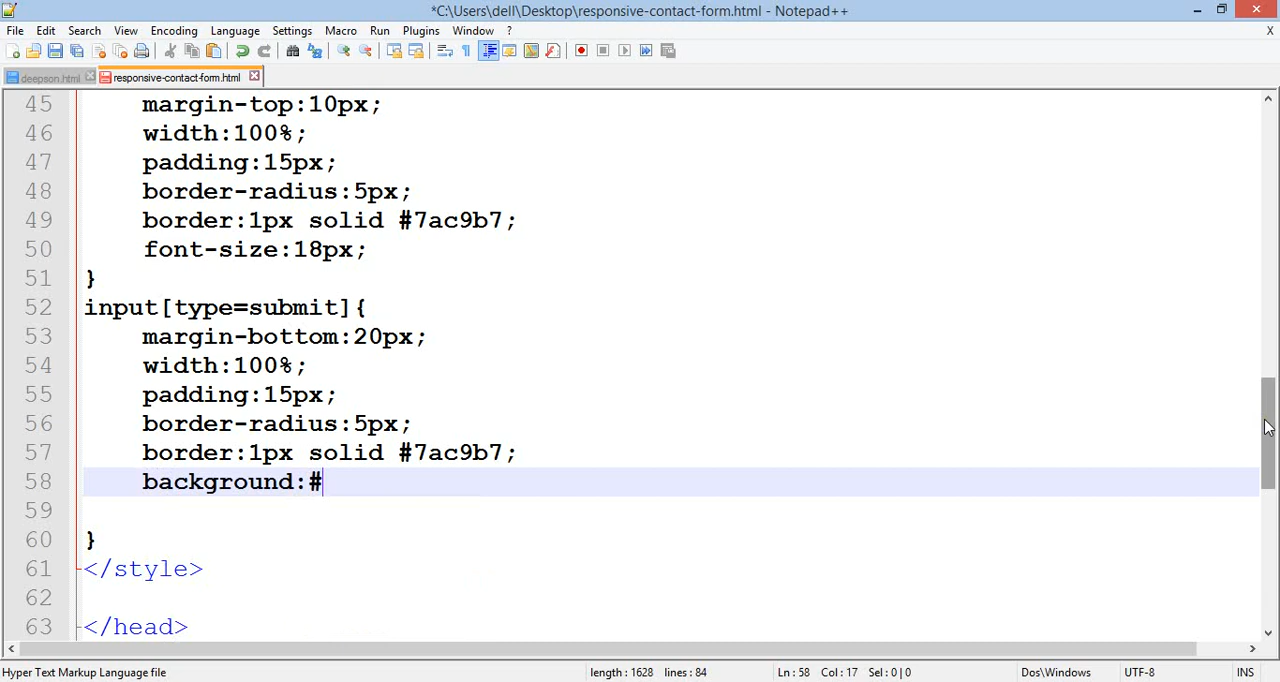 *C:\Users\dell\Desktop\responsive-contact-form.html - Notepad++
File Edit Search View Encoding Language Settings Macro Run Plugins Window ? X
deepson.html responsive-contact-form.html
45 margin-top:10px;
46 width:100%;
47 padding:15px;
48 border-radius:5px;
49 border:1px solid #7ac9b7;
50 font-size:18px;
51 }
52 input[type=submit]{
53 margin-bottom:20px;
54 width:100%;
55 padding:15px;
56 border-radius:5px;
57 border:1px solid #7ac9b7;
58 background:#
59
60 }
61 </style>
62
63 </head>
Hyper Text Markup Language file length : 1628 lines : 84 Ln : 58 Col : 17 Sel : 0 | 0 Dos\Windows UTF-8 INS